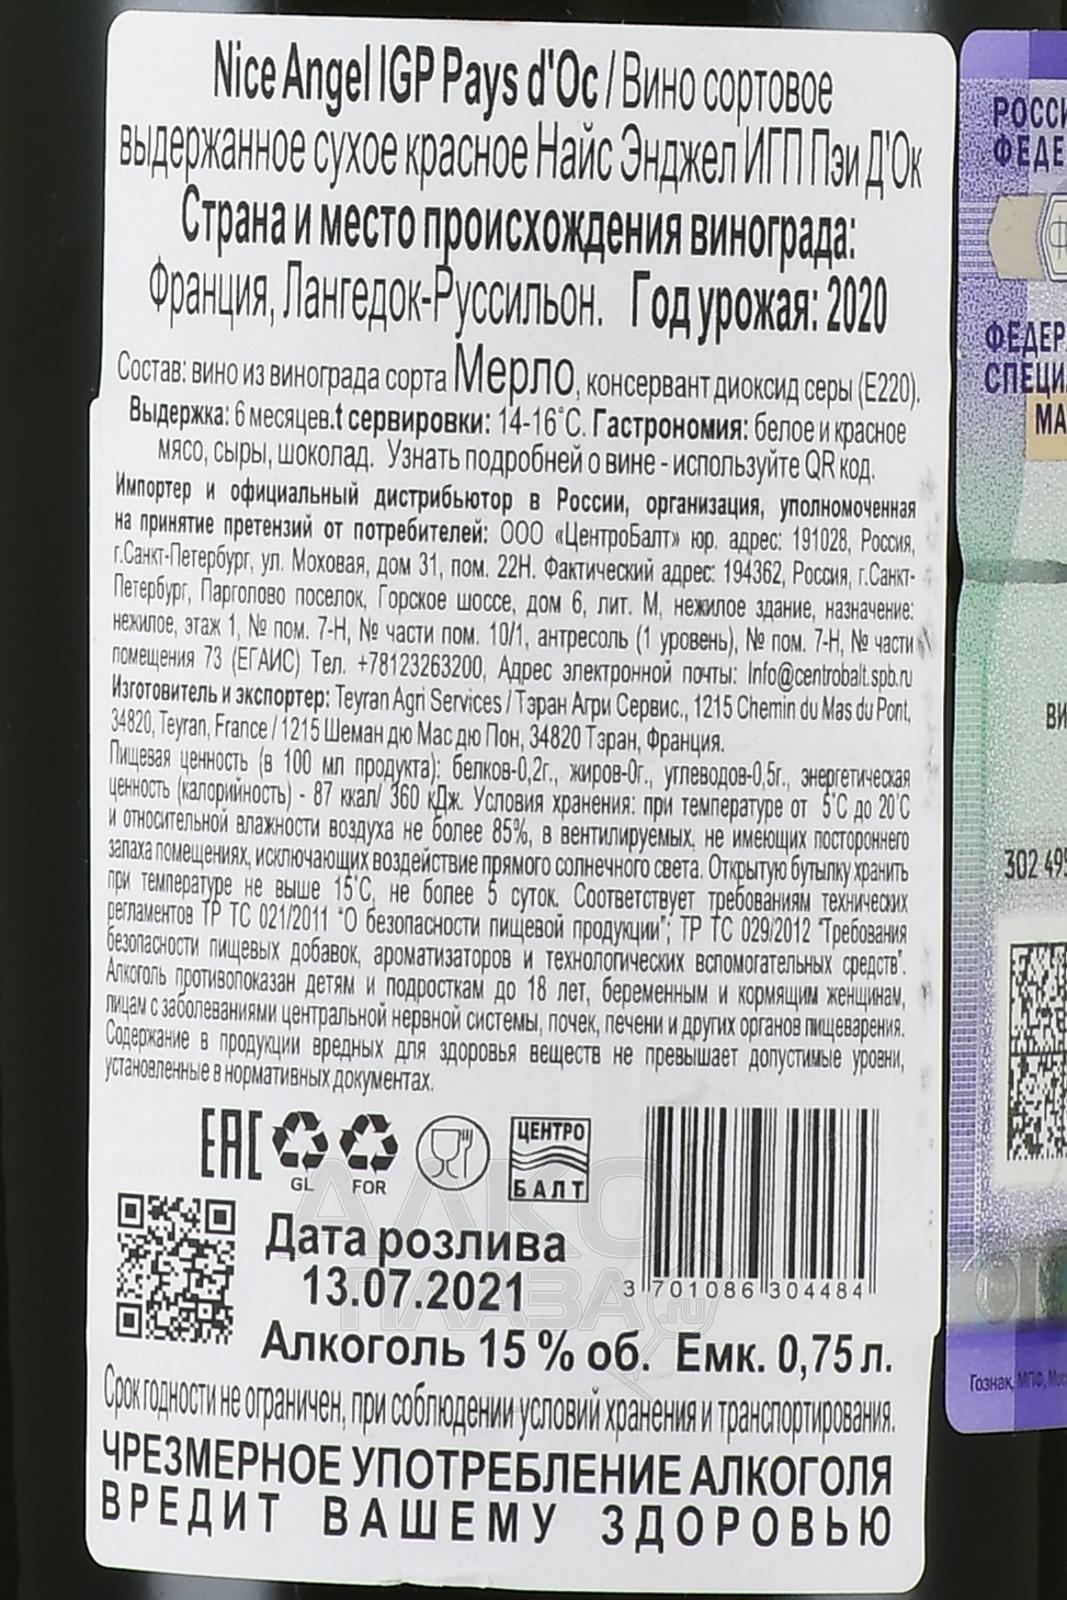 Nice Angel IGP Pays d'Oc / Вино сортовое
выдержанное сухое красное Найс Энджел ИГП Пэи Д'Ок
Страна и место происхождения винограда:
Франция, Лангедок-Руссильон. Год урожая: 2020
Состав: вино из винограда сорта Мерло, консервант диоксид серы (Е220).
Выдержка: 6 месяцев.t сервировки: 14-16°С. Гастрономия: белое и красное
мясо, сыры, шоколад. Узнать подробней о вине - используйте QR код.
Импортер и официальный дистрибьютор в России, организация, уполномоченная
на принятие претензий от потребителей: ООО «ЦентроБалт» юр. адрес: 191028, Россия,
г.Санкт-Петербург, ул. Моховая, дом 31, пом. 22Н. Фактический адрес: 194362, Россия, г.Санкт-
Петербург, Парголово поселок, Горское шоссе, дом 6, лит. М, нежилое здание, назначение:
нежилое, этаж 1, № пом. 7-Н, № части пом. 10/1, антресоль (1 уровень), № пом. 7-Н, № части
помещения 73 (ЕГАИС) Тел. +78123263200, Адрес электронной почты: Info@centrobalt.spb.ru
Изготовитель и экспортер: Teyran Agri Services / Тэран Агри Сервис., 1215 Chemin du Mas du Pont,
34820, Teyran, France / 1215 Шеман дю Мас дю Пон, 34820 Тэран, Франция.
Пищевая ценность (в 100 мл продукта): белков-0,2г., жиров-0г., углеводов-0,5г., энергетическая
ценность (калорийность) - 87 ккал/ 360 кДж. Условия хранения: при температуре от 5°С до 20°С
и относительной влажности воздуха не более 85%, в вентилируемых, не имеющих постороннего
запаха помещениях, исключающих воздействие прямого солнечного света. Открытую бутылку хранить
при температуре не выше 15°С, не более 5 суток. Соответствует требованиям технических
регламентов ТР ТС 021/2011 "О безопасности пищевой продукции"; ТР ТС 029/2012 "Требования
безопасности пищевых добавок, ароматизаторов и технологических вспомогательных средств".
Алкоголь противопоказан детям и подросткам до 18 лет, беременным и кормящим женщинам,
лицам с заболеваниями центральной нервной системы, почек, печени и других органов пищеварения.
Содержание в продукции вредных для здоровья веществ не превышает допустимые уровни,
установленные в нормативных документах.
ЕАС
GL
FOR
ЦЕНТРО
БАЛТ
Дата розлива
13.07.2021
3 701086 304484
Алкоголь 15 % об. Емк. 0,75 л.
Срок годности не ограничен, при соблюдении условий хранения и транспортирования.
ЧРЕЗМЕРНОЕ УПОТРЕБЛЕНИЕ АЛКОГОЛЯ
ВРЕДИТ ВАШЕМУ ЗДОРОВЬЮ
АЛКО
ПЛАЗА.ru
РОССИ
ФЕДЕ
ФЕДЕР
СПЕЦИ
МА
ВИ
302 495
Гознак, МПФ, Мос